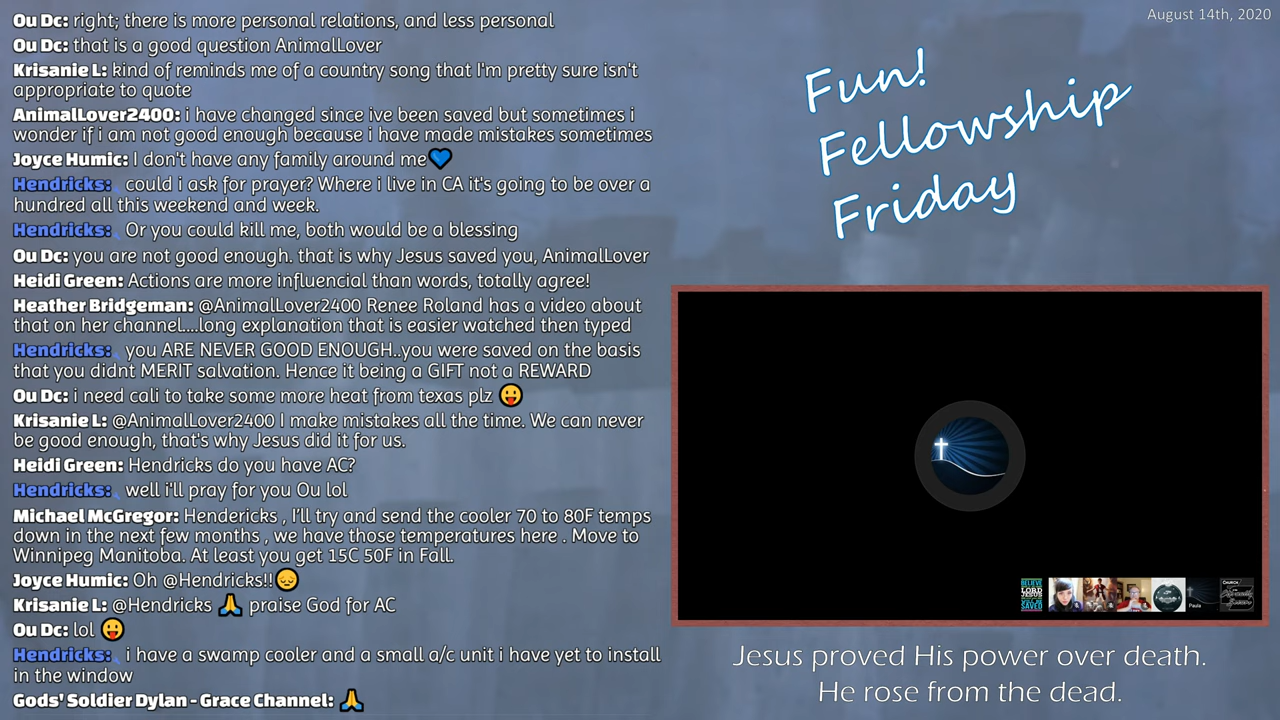 Ou Dc: right; there is more personal relations, and less personal
Ou Dc: that is a good question AnimalLover
Krisanie L: kind of reminds me of a country song that I'm pretty sure isn't
appropriate to quote
AnimalLover2400: i have changed since ive been saved but sometimes i
wonder if i am not good enough because i have made mistakes sometimes
Joyce Humic: I don't have any family around me💙
Hendricks: could i ask for prayer? Where i live in CA it's going to be over a
hundred all this weekend and week.
Hendricks: Or you could kill me, both would be a blessing
Ou Dc: you are not good enough. that is why Jesus saved you, AnimalLover
Heidi Green: Actions are more influencial than words, totally agree!
Heather Bridgeman: @AnimalLover2400 Renee Roland has a video about
that on her channel....long explanation that is easier watched then typed
Hendricks: you ARE NEVER GOOD ENOUGH..you were saved on the basis
that you didnt MERIT salvation. Hence it being a GIFT not a REWARD
Ou Dc: i need cali to take some more heat from texas plz 😛
Krisanie L: @AnimalLover2400 I make mistakes all the time. We can never
be good enough, that's why Jesus did it for us.
Heidi Green: Hendricks do you have AC?
Hendricks: well i'll pray for you Ou lol
Michael McGregor: Hendericks , I'll try and send the cooler 70 to 80F temps
down in the next few months , we have those temperatures here . Move to
Winnipeg Manitoba. At least you get 15C 50F in Fall.
Joyce Humic: Oh @Hendricks!!😔
Krisanie L: @Hendricks 🙏 praise God for AC
Ou Dc: lol 😛
Hendricks: i have a swamp cooler and a small a/c unit i have yet to install
in the window
Gods' Soldier Dylan - Grace Channel: 🙏
August 14th, 2020
Fun!
Fellowship
Friday
BELIEVE
LORD
JESUS
SAVED
Paula
CHURCH
Jesus proved His power over death.
He rose from the dead.